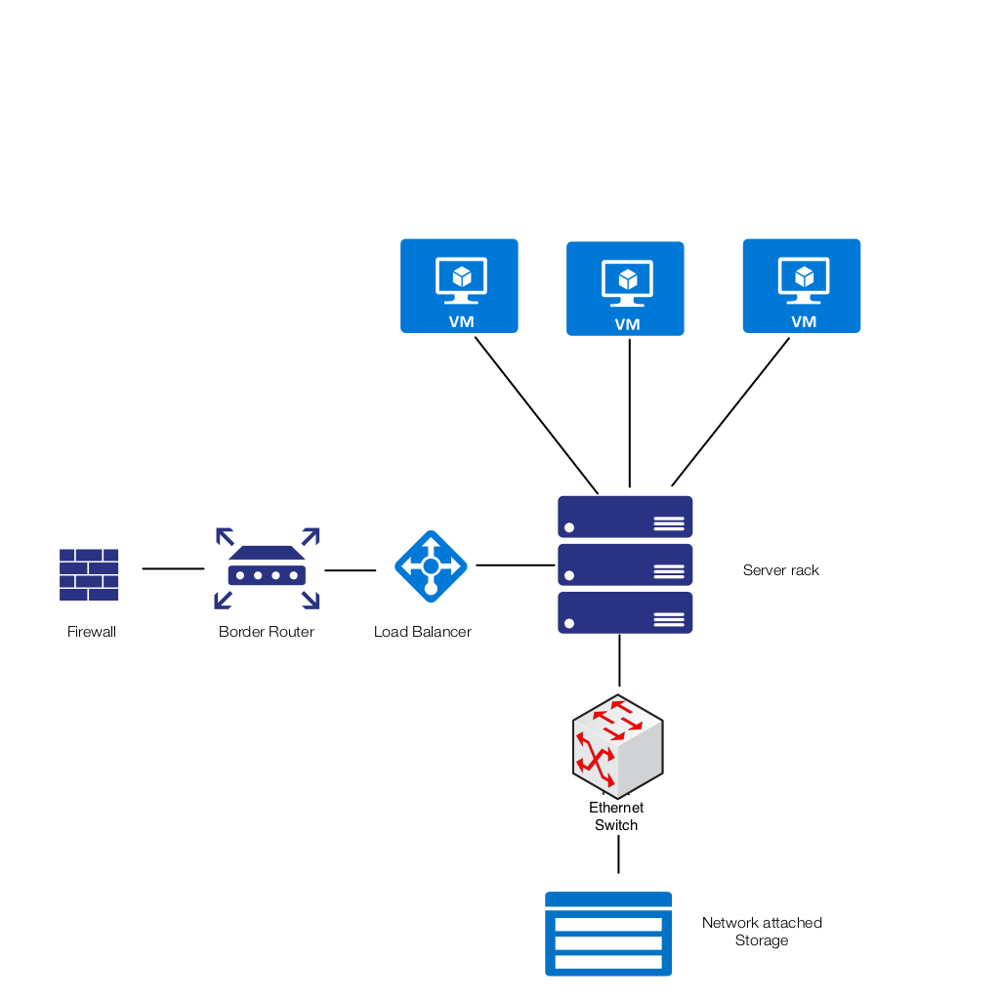 VM
VM
VM
Server rack
Firewall
Border Router
Load Balancer
Ethernet
Switch
Network attached
Storage